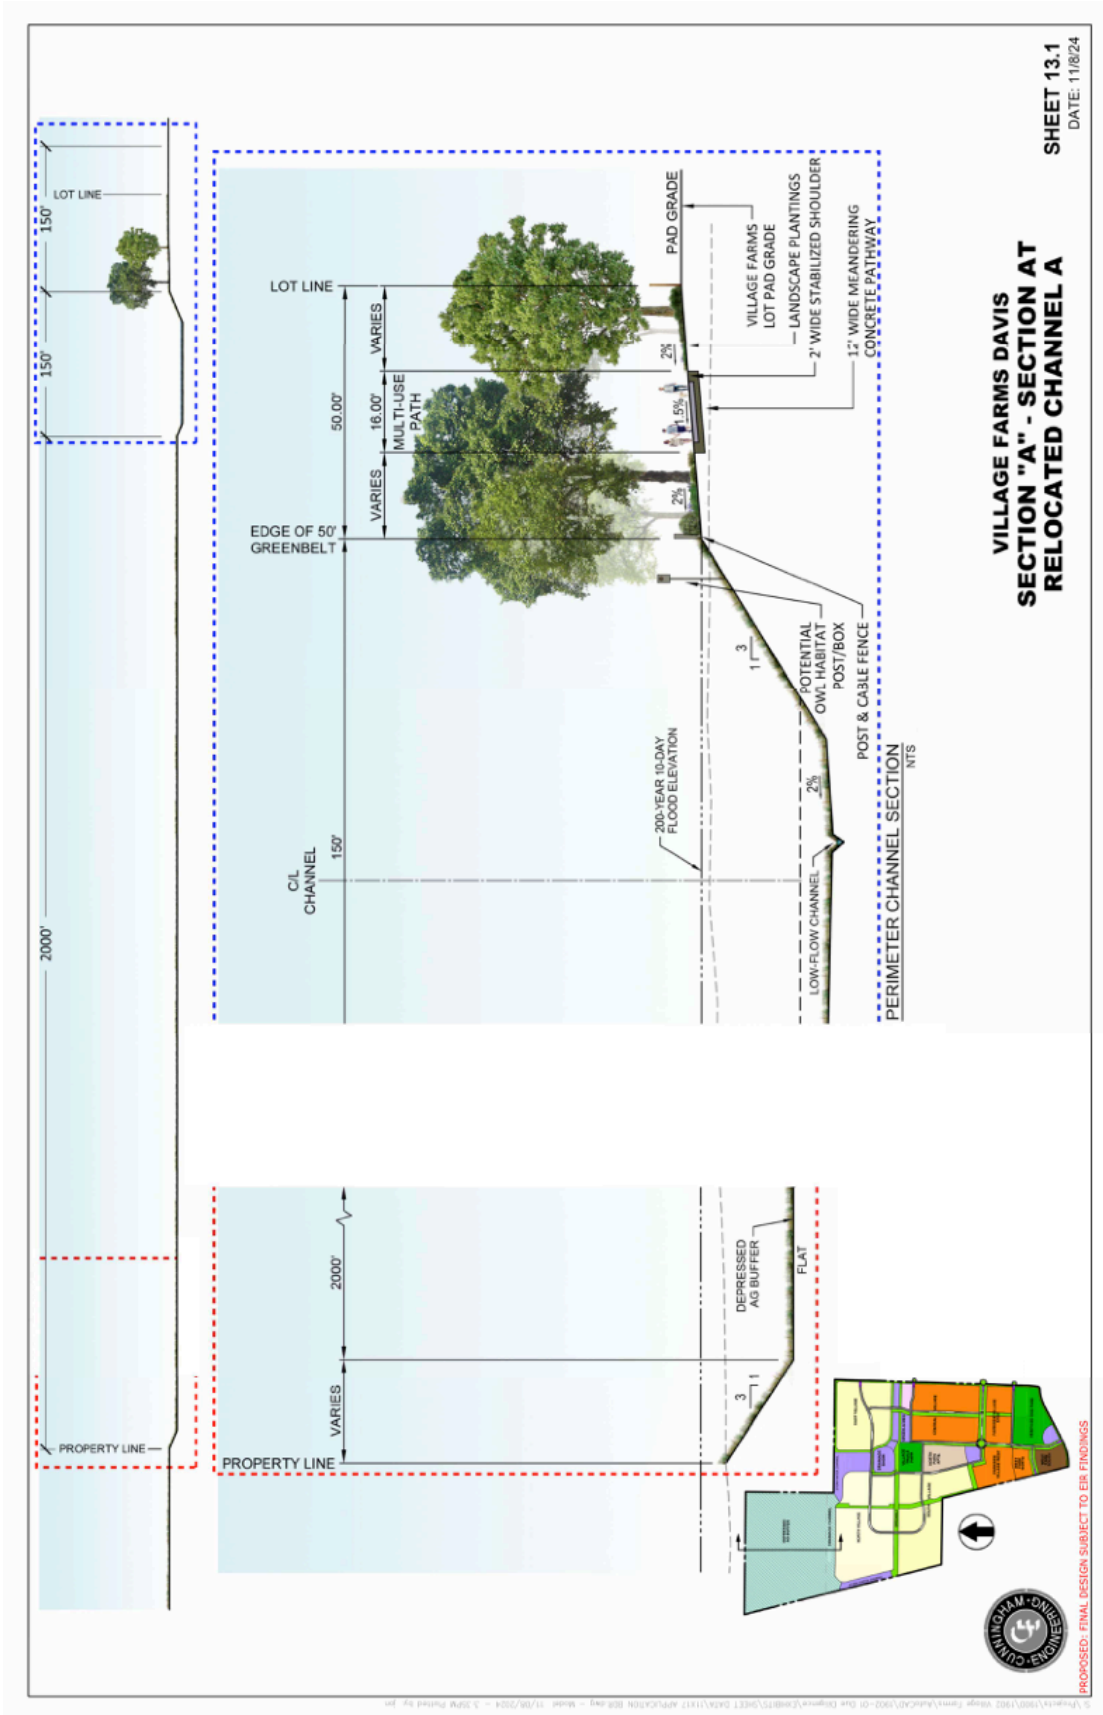 150'
LOT LINE
150'
2000'
PROPERTY LINE
LOT LINE
VARIES
50.00'
16.00'
MULTI-USE
PATH
VARIES
EDGE OF 50'
GREENBELT
2%
1.5%
2%
PAD GRADE
VILLAGE FARMS
LOT PAD GRADE
LANDSCAPE PLANTINGS
2' WIDE STABILIZED SHOULDER
12' WIDE MEANDERING
CONCRETE PATHWAY
3
1
POTENTIAL
OWL HABITAT
POST/BOX
POST & CABLE FENCE
200-YEAR 10-DAY
FLOOD ELEVATION
2%
C/L
CHANNEL
150'
LOW-FLOW CHANNEL
PERIMETER CHANNEL SECTION
NTS
2000'
DEPRESSED
AG BUFFER
FLAT
VARIES
3
1
PROPERTY LINE
CUNNINGHAM
ENGINEERING
CE
PROPOSED: FINAL DESIGN SUBJECT TO EIR FINDINGS
VILLAGE FARMS DAVIS
SECTION "A" - SECTION AT
RELOCATED CHANNEL A
SHEET 13.1
DATE: 11/8/24